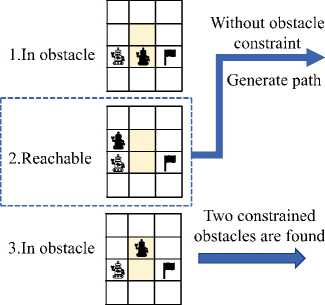 1.In obstacle
Without obstacle
constraint
Generate path
2.Reachable
3.In obstacle
Two constrained
obstacles are found